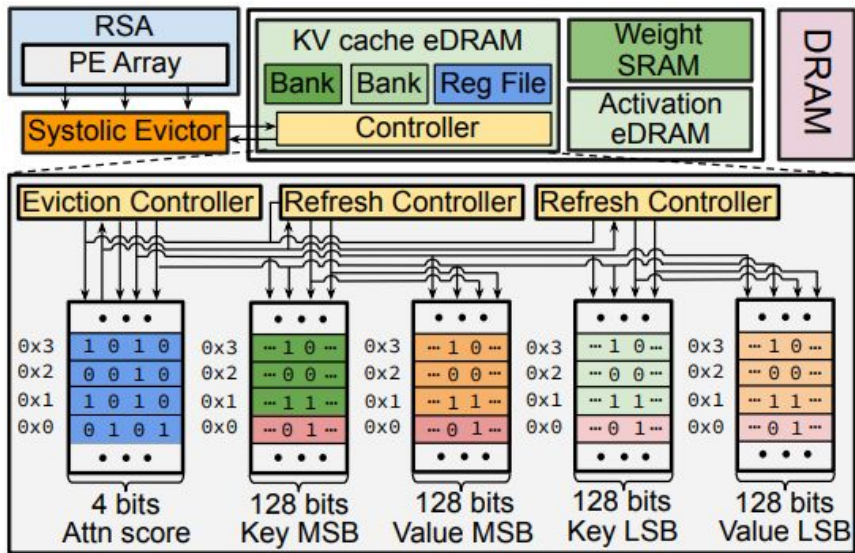 RSA
PE Array
Systolic Evictor
KV cache eDRAM
Bank
Bank
Reg File
Controller
Weight
SRAM
Activation
eDRAM
DRAM
Eviction Controller
Refresh Controller
Refresh Controller
• • •
• • •
• • •
• • •
• • •
0x3 1 0 1 0
0x3 ··· 1 0 ···
0x3 ··· 1 0 ···
0x3 ··· 1 0 ···
0x3 ··· 1 0 ···
0x2 0 0 1 0
0x2 ··· 0 0 ···
0x2 ··· 0 0 ···
0x2 ··· 0 0 ···
0x2 ··· 0 0 ···
0x1 1 0 1 0
0x1 ··· 1 1 ···
0x1 ··· 1 1 ···
0x1 ··· 1 1 ···
0x1 ··· 1 1 ···
0x0 0 1 0 1
0x0 ··· 0 1 ···
0x0 ··· 0 1 ···
0x0 ··· 0 1 ···
0x0 ··· 0 1 ···
• • •
• • •
• • •
• • •
• • •
4 bits
Attn score
128 bits
Key MSB
128 bits
Value MSB
128 bits
Key LSB
128 bits
Value LSB